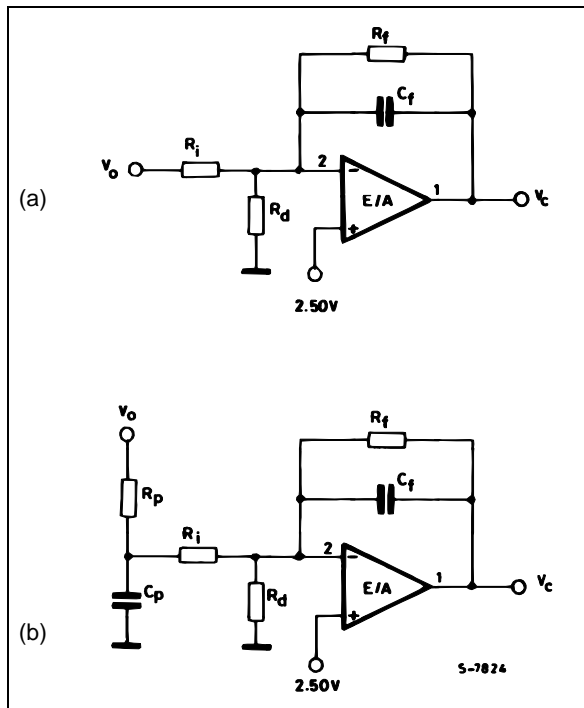 (a)
Rf
Cf
Vo
Ri
Rd
2
E/A
1
Vc
2.50V
(b)
Vo
Rp
Cp
Ri
Rd
Rf
Cf
2
E/A
1
Vc
2.50V
S-7824